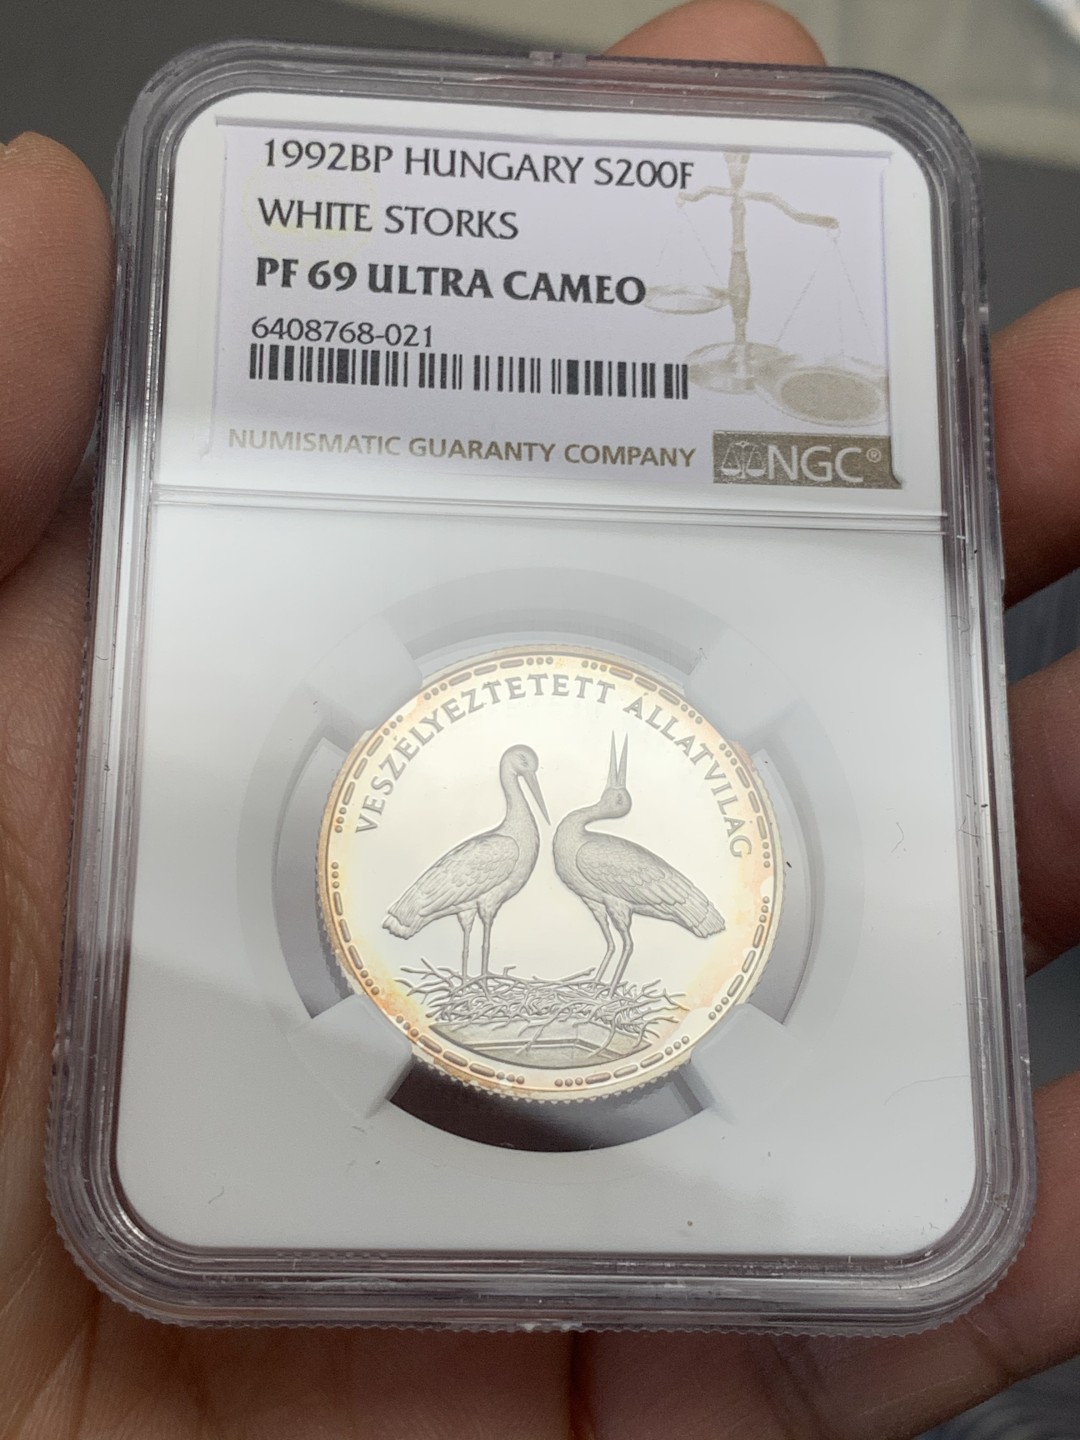 1992BP HUNGARY S200F
WHITE STORKS
PF 69 ULTRA CAMEO
6408768-021
NUMISMATIC GUARANTY COMPANY
NGC®
VESZÉLYEZTETETT ÁLLATVILÁG